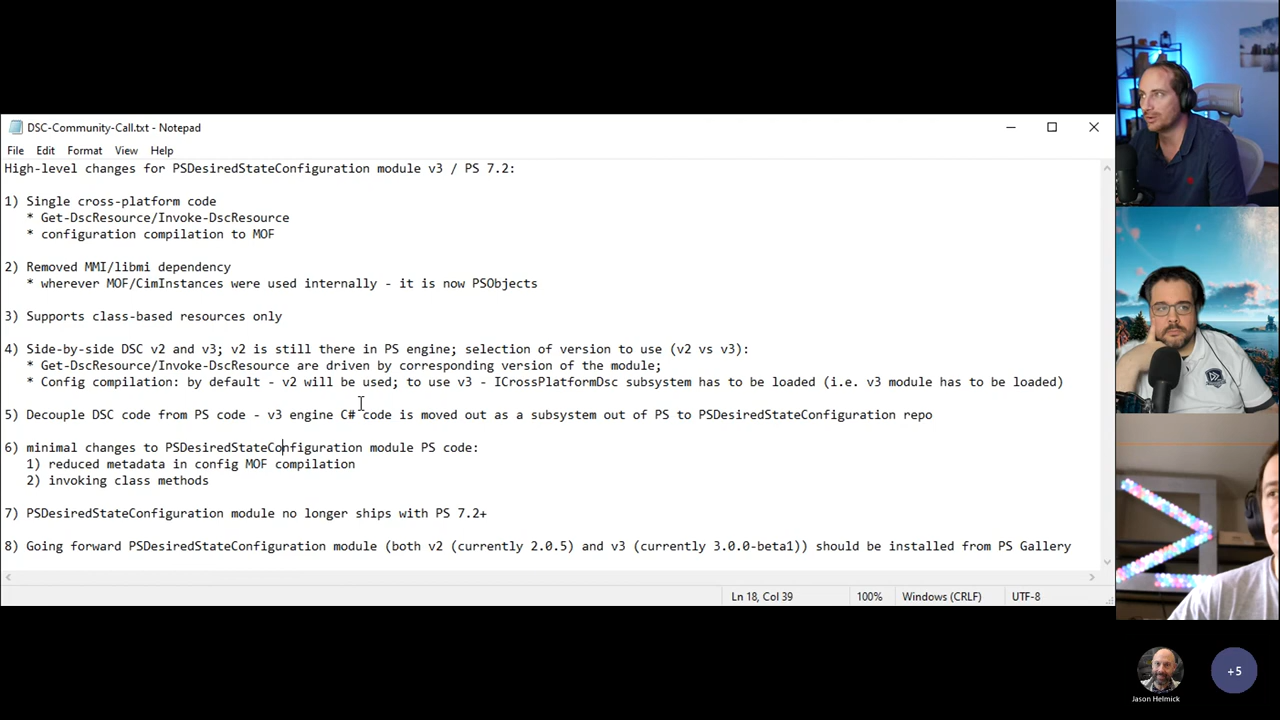 DSC-Community-Call.txt - Notepad
File Edit Format View Help
High-level changes for PSDesiredStateConfiguration module v3 / PS 7.2:
1) Single cross-platform code
* Get-DscResource/Invoke-DscResource
* configuration compilation to MOF
2) Removed MMI/libmi dependency
* wherever MOF/CimInstances were used internally - it is now PSObjects
3) Supports class-based resources only
4) Side-by-side DSC v2 and v3; v2 is still there in PS engine; selection of version to use (v2 vs v3):
* Get-DscResource/Invoke-DscResource are driven by corresponding version of the module;
* Config compilation: by default - v2 will be used; to use v3 - ICrossPlatformDsc subsystem has to be loaded (i.e. v3 module has to be loaded)
5) Decouple DSC code from PS code - v3 engine C# code is moved out as a subsystem out of PS to PSDesiredStateConfiguration repo
6) minimal changes to PSDesiredStateConfiguration module PS code:
1) reduced metadata in config MOF compilation
2) invoking class methods
7) PSDesiredStateConfiguration module no longer ships with PS 7.2+
8) Going forward PSDesiredStateConfiguration module (both v2 (currently 2.0.5) and v3 (currently 3.0.0-beta1)) should be installed from PS Gallery
Ln 18, Col 39 100% Windows (CRLF) UTF-8
Jason Helmick
+5